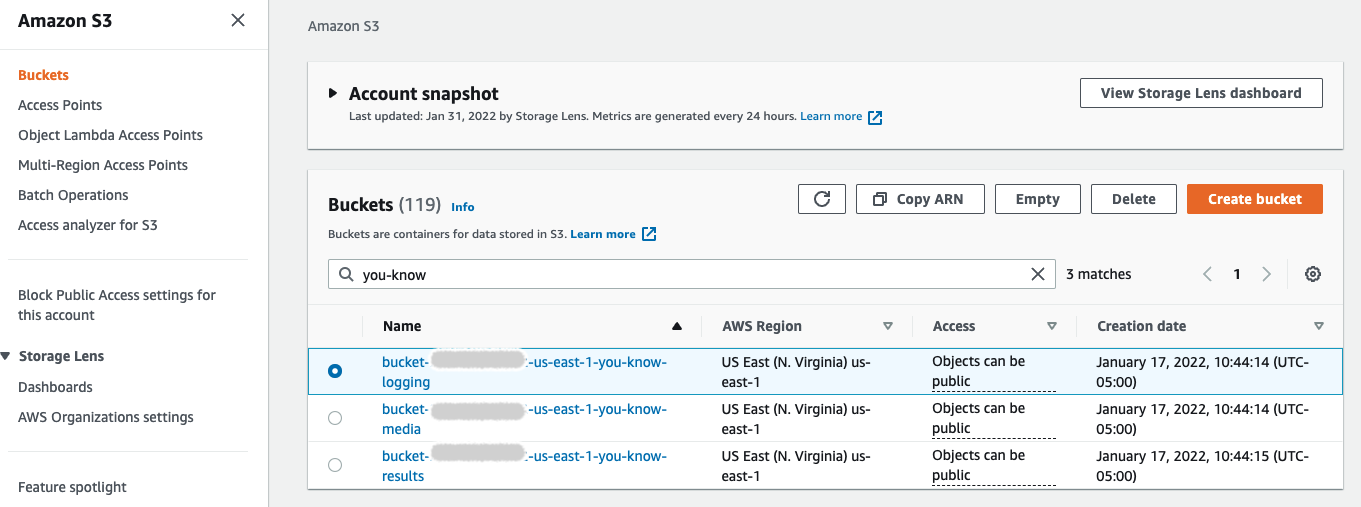 Amazon S3
Buckets
Access Points
Object Lambda Access Points
Multi-Region Access Points
Batch Operations
Access analyzer for S3
Block Public Access settings for
this account
Storage Lens
Dashboards
AWS Organizations settings
Feature spotlight
Amazon S3
Account snapshot
View Storage Lens dashboard
Last updated: Jan 31, 2022 by Storage Lens. Metrics are generated every 24 hours. Learn more
Buckets (119) Info
Copy ARN
Empty
Delete
Create bucket
Buckets are containers for data stored in S3. Learn more
you-know
3 matches
1
Name
AWS Region
Access
Creation date
bucket- -us-east-1-you-know-
logging
US East (N. Virginia) us-
east-1
Objects can be
public
January 17, 2022, 10:44:14 (UTC-
05:00)
bucket- -us-east-1-you-know-
media
US East (N. Virginia) us-
east-1
Objects can be
public
January 17, 2022, 10:44:14 (UTC-
05:00)
bucket- -us-east-1-you-know-
results
US East (N. Virginia) us-
east-1
Objects can be
public
January 17, 2022, 10:44:15 (UTC-
05:00)